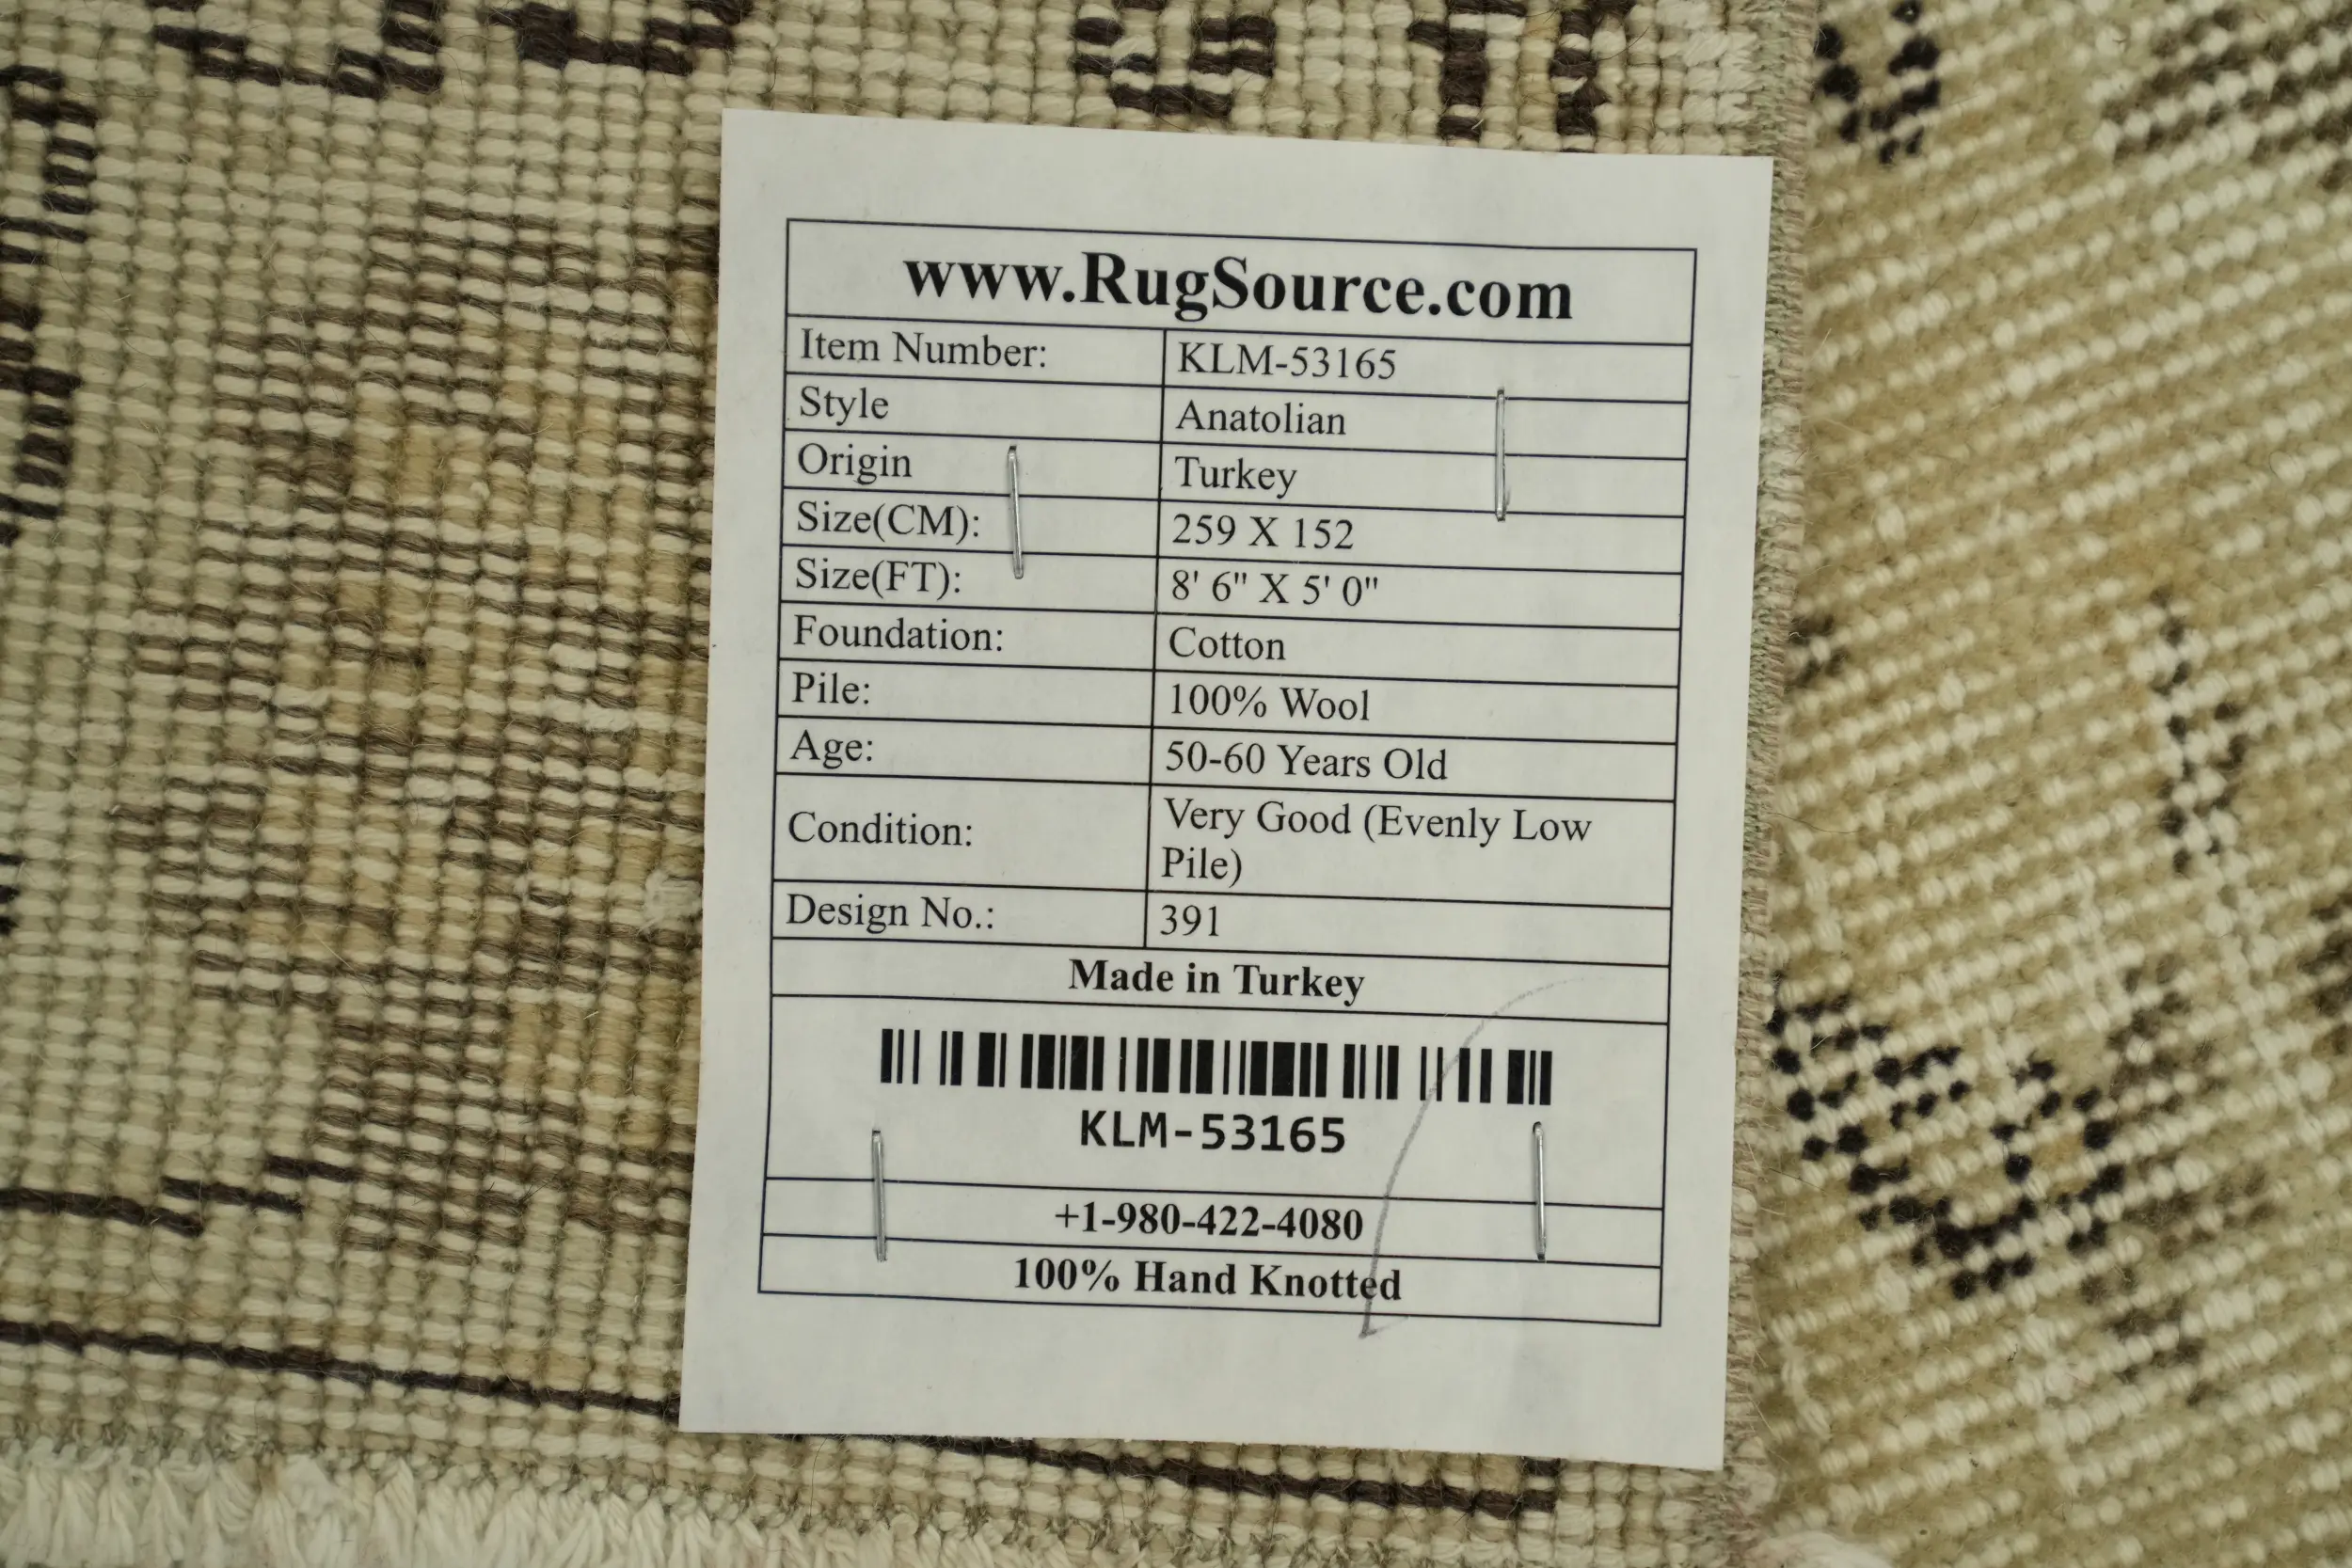 www.RugSource.com
Item Number: KLM-53165
Style Anatolian
Origin Turkey
Size(CM): 259 X 152
Size(FT): 8' 6" X 5' 0"
Foundation: Cotton
Pile: 100% Wool
Age: 50-60 Years Old
Condition: Very Good (Evenly Low
Pile)
Design No.: 391
Made in Turkey
KLM-53165
+1-980-422-4080
100% Hand Knotted